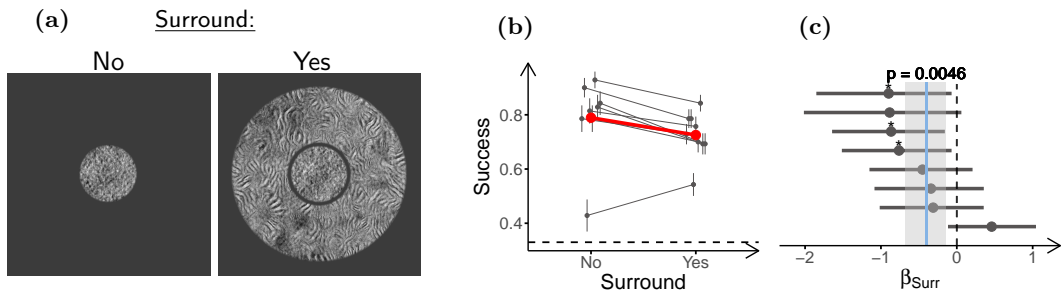 (a)
Surround:
No
Yes
(b)
Success
0.8
0.6
0.4
No
Yes
Surround
(c)
p = 0.0046
*
*
*
−2
−1
0
1
βSurr